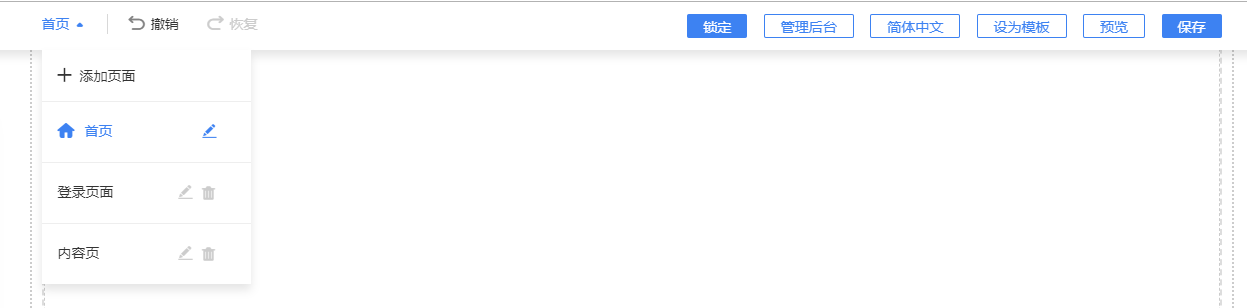 首页 撤销 恢复 锁定 管理后台 简体中文 设为模板 预览 保存
添加页面
首页
登录页面
内容页